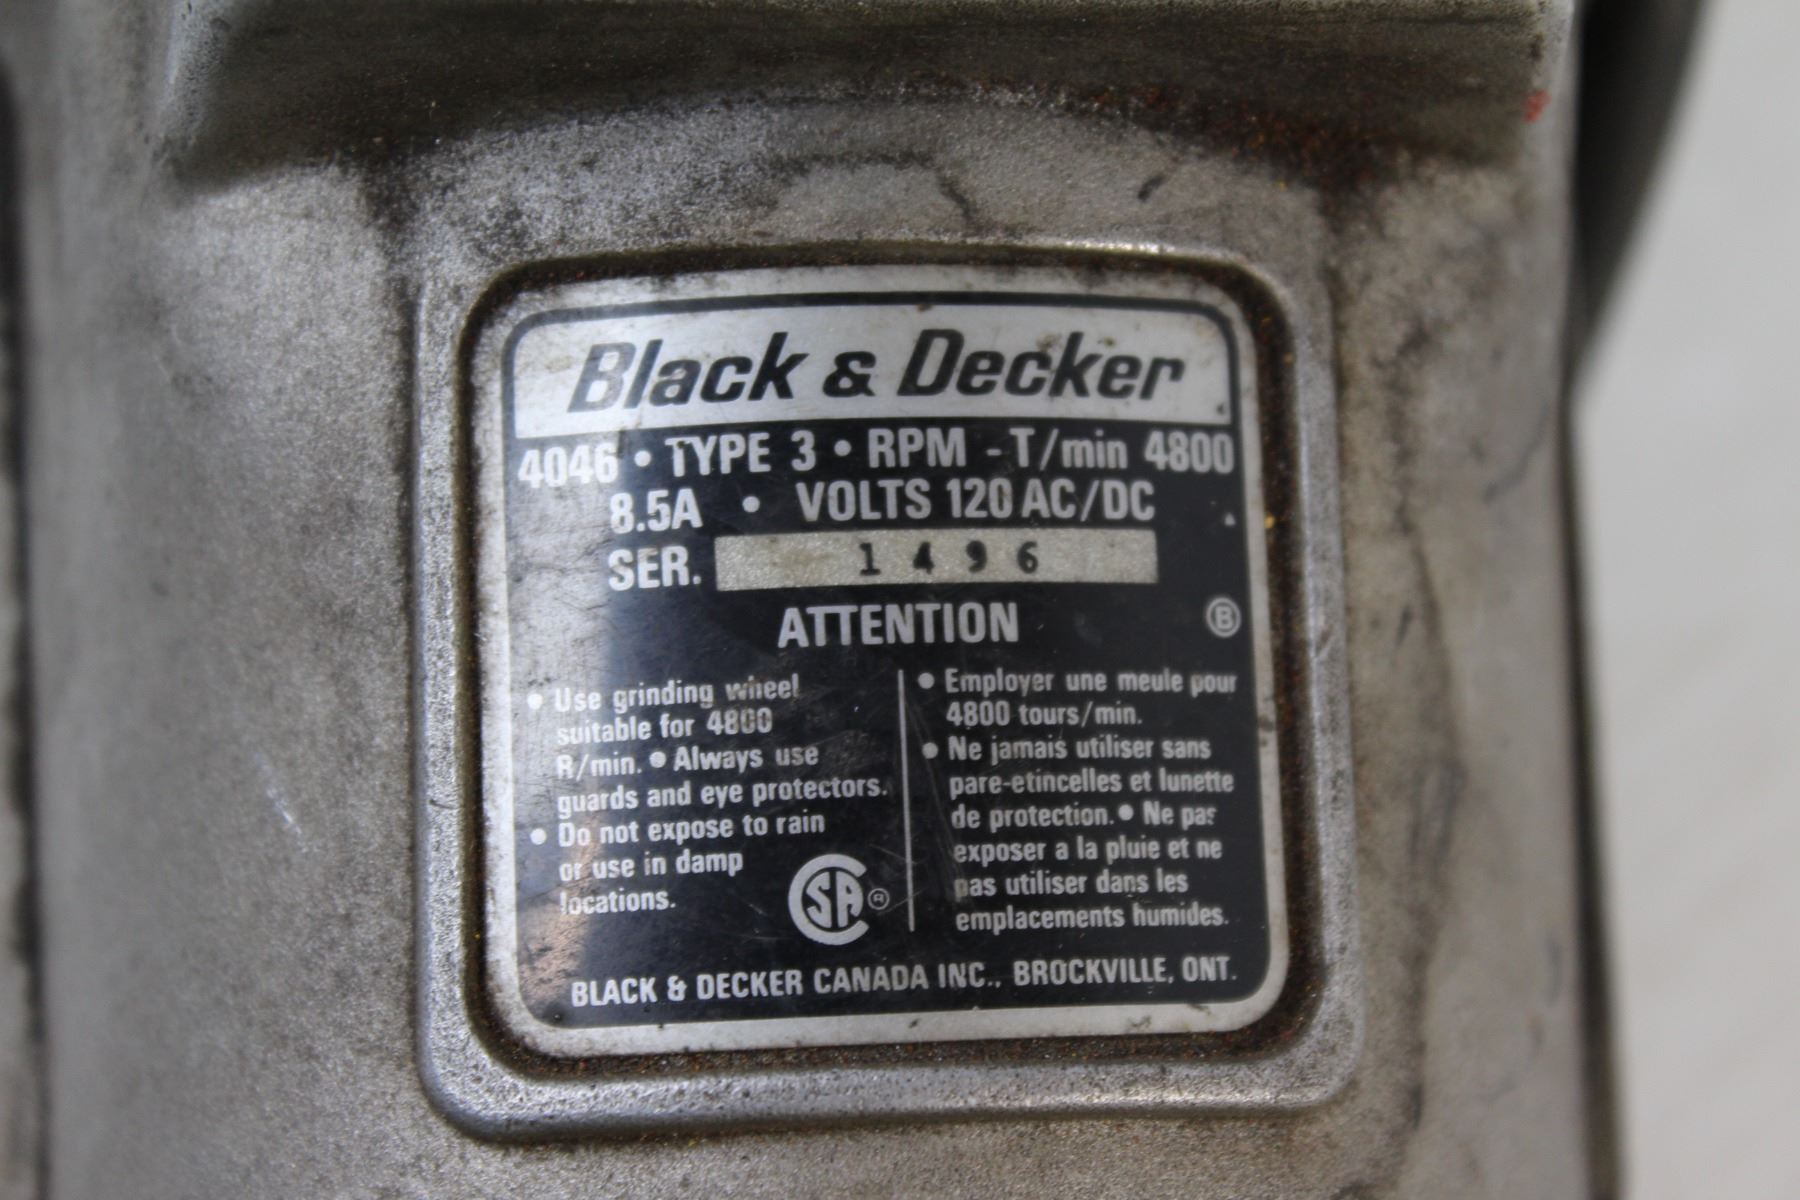 Black & Decker
4046 • TYPE 3 • RPM - T/min 4800
8.5A • VOLTS 120 AC/DC
SER. 1496
ATTENTION
Ⓑ
• Use grinding wheel
suitable for 4800
R/min. • Always use
guards and eye protectors.
• Do not expose to rain
or use in damp
locations.
CSA ®
• Employer une meule pour
4800 tours/min.
• Ne jamais utiliser sans
pare-etincelles et lunette
de protection. • Ne pas
exposer a la pluie et ne
pas utiliser dans les
emplacements humides.
BLACK & DECKER CANADA INC., BROCKVILLE, ONT.